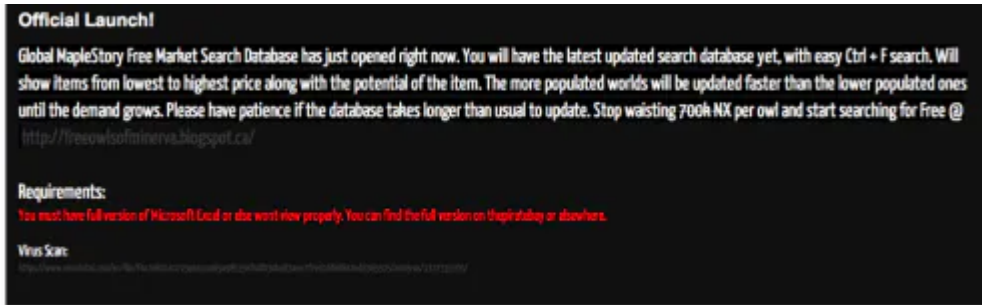 Official Launch!
Global MapleStory Free Market Search Database has just opened right now. You will have the latest updated search database yet, with easy Ctrl + F search. Will
show items from lowest to highest price along with the potential of the item. The more populated worlds will be updated faster than the lower populated ones
until the demand grows. Please have patience if the database takes longer than usual to update. Stop waisting 700k NX per owl and start searching for Free @
http://freeowlsofminerva.blogspot.ca/
Requirements:
You must have full version of Microsoft Excel or else wont view properly. You can find the full version on thepiratebay or elsewhere.
Virus Scan: